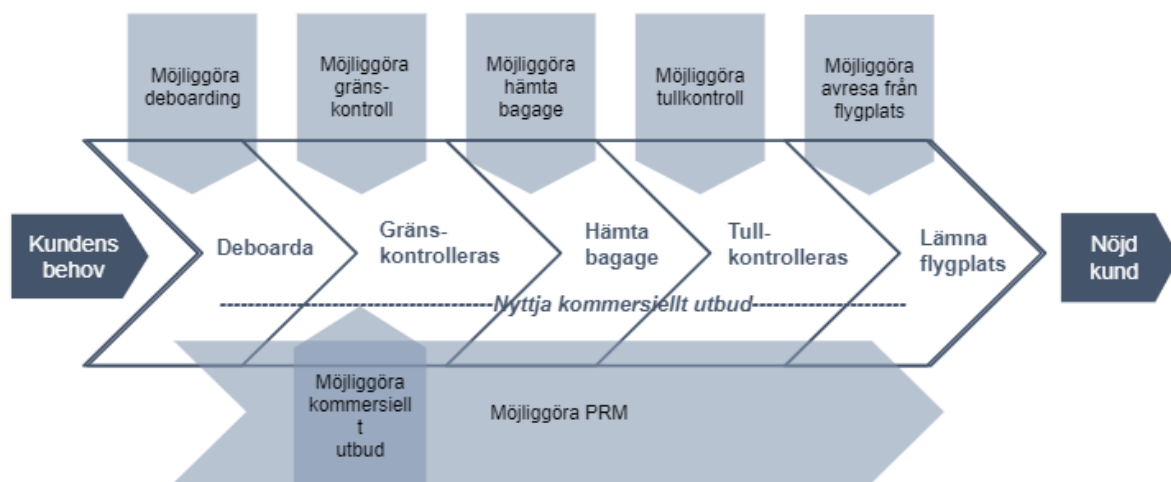 Möjliggöra
deboarding
Möjliggöra
gräns-
kontroll
Möjliggöra
hämta
bagage
Möjliggöra
tullkontroll
Möjliggöra
avresa från
flygplats
Kundens
behov
Deboarda
Gräns-
kontrolleras
Hämta
bagage
Tull-
kontrolleras
Lämna
flygplats
Nöjd
kund
Nyttja kommersiellt utbud
Möjliggöra
kommersiell
t
utbud
Möjliggöra PRM